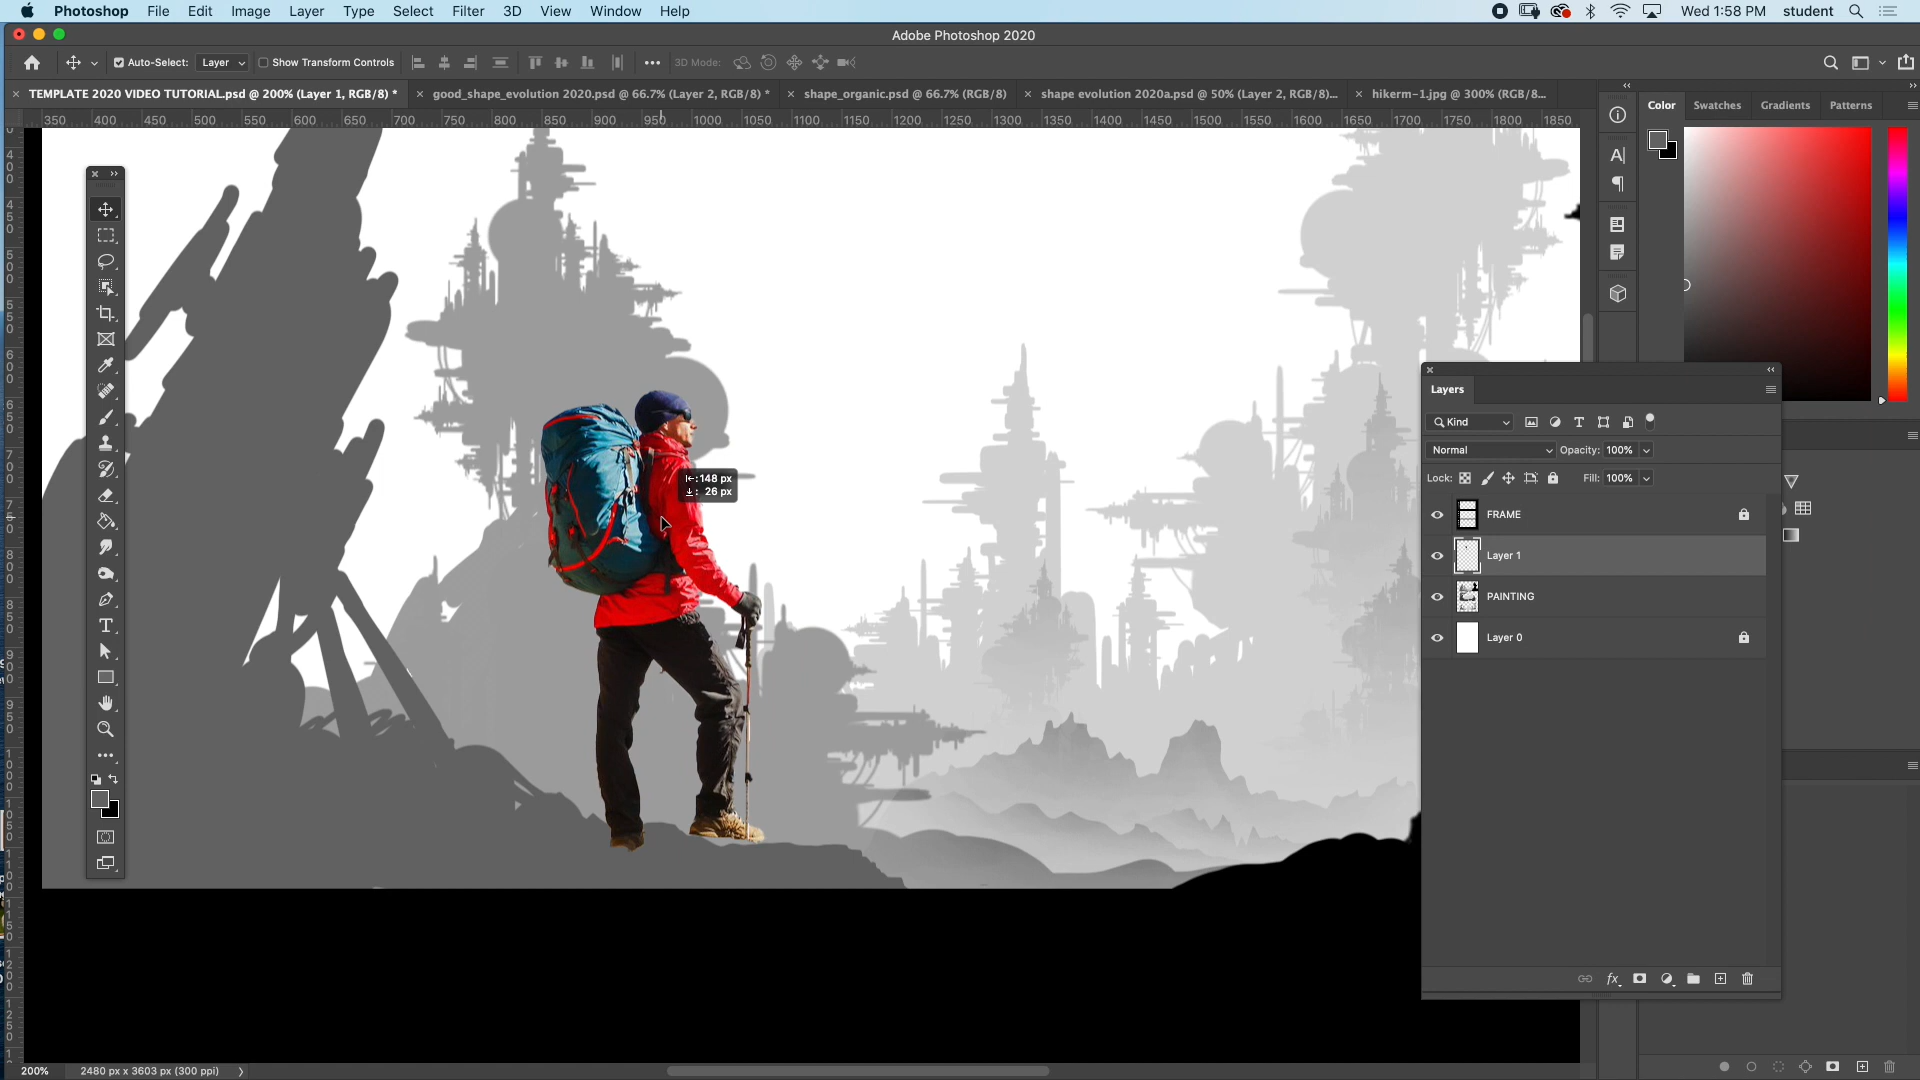 Photoshop File Edit Image Layer Type Select Filter 3D View Window Help Wed 1:58 PM student
Adobe Photoshop 2020
Auto-Select: Layer Show Transform Controls 3D Mode:
TEMPLATE 2020 VIDEO TUTORIAL.psd @ 200% (Layer 1, RGB/8) * good_shape_evolution 2020.psd @ 66.7% (Layer 2, RGB/8) * shape_organic.psd @ 66.7% (RGB/8) shape evolution 2020a.psd @ 50% (Layer 2, RGB/8)... hikerm-1.jpg @ 300% (RGB/8...
Color Swatches Gradients Patterns
350 400 450 500 550 600 650 700 750 800 850 900 950 1000 1050 1100 1150 1200 1250 1300 1350 1400 1450 1500 1550 1600 1650 1700 1750 1800 1850
Layers
Kind
Normal Opacity: 100%
Lock: Fill: 100%
148 px
26 px
FRAME
Layer 1
PAINTING
Layer 0
200% 2480 px x 3603 px (300 ppi)